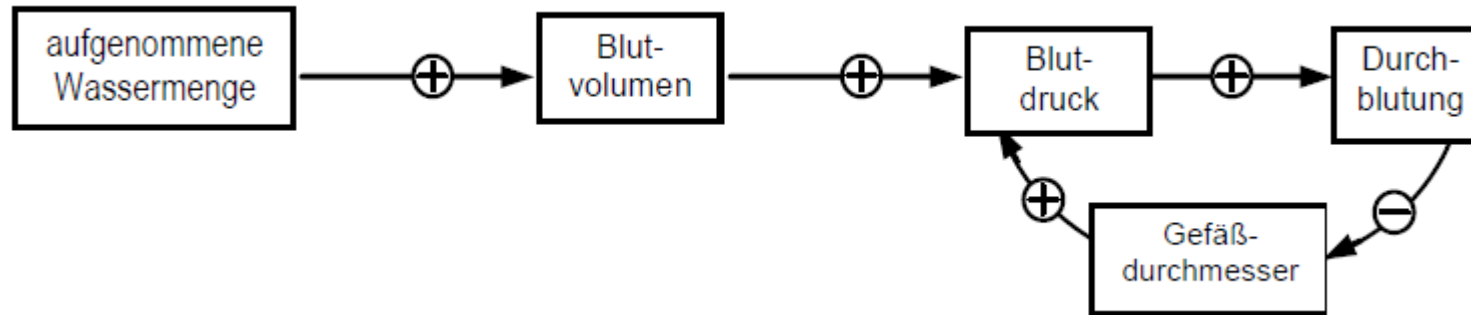 aufgenommene
Wassermenge
Blut-
volumen
Blut-
druck
Durch-
blutung
Gefäß-
durchmesser